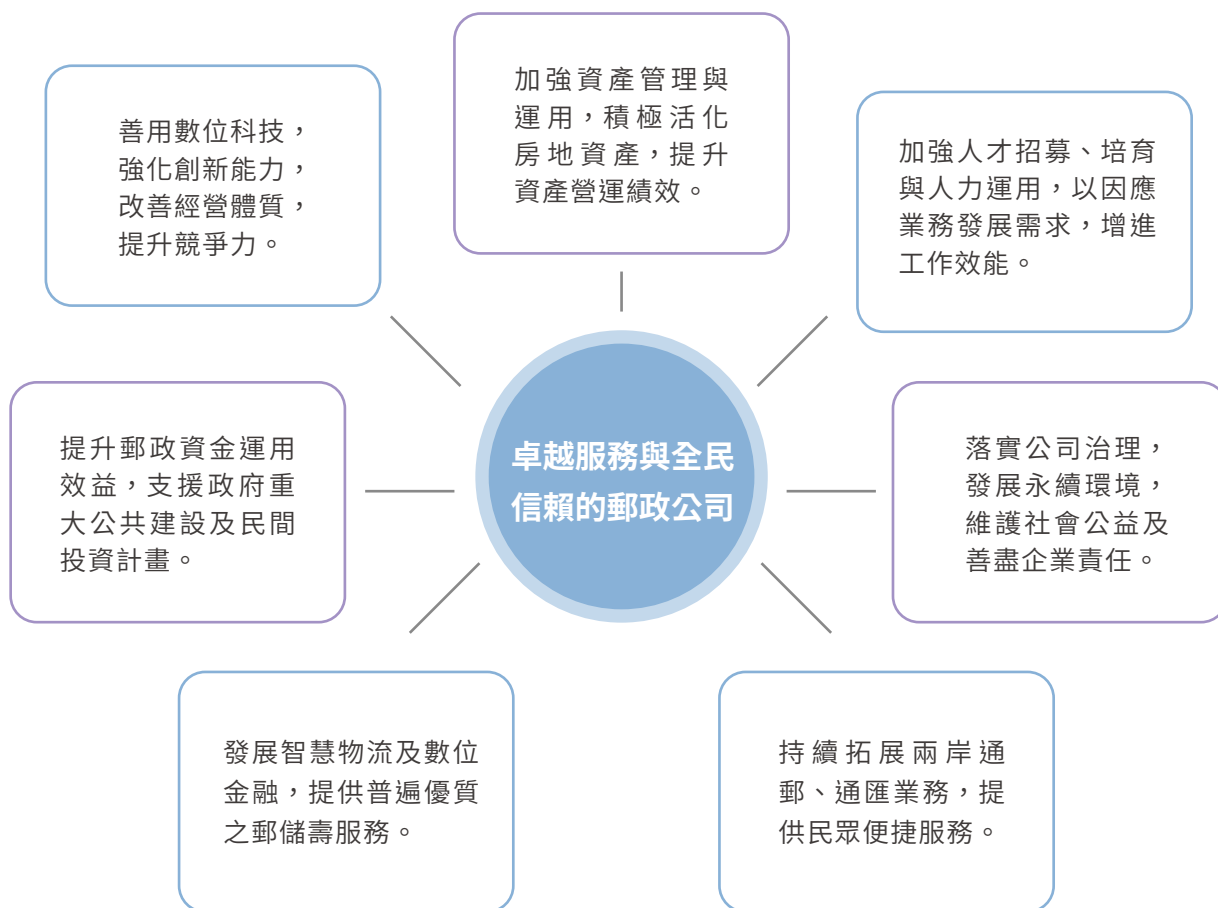 加強資產管理與
運用，積極活化
房地資產，提升
資產營運績效。
善用數位科技，
強化創新能力，
改善經營體質，
提升競爭力。
加強人才招募、培育
與人力運用，以因應
業務發展需求，增進
工作效能。
提升郵政資金運用
效益，支援政府重
大公共建設及民間
投資計畫。
卓越服務與全民
信賴的郵政公司
落實公司治理，
發展永續環境，
維護社會公益及
善盡企業責任。
發展智慧物流及數位
金融，提供普遍優質
之郵儲壽服務。
持續拓展兩岸通
郵、通匯業務，提
供民眾便捷服務。